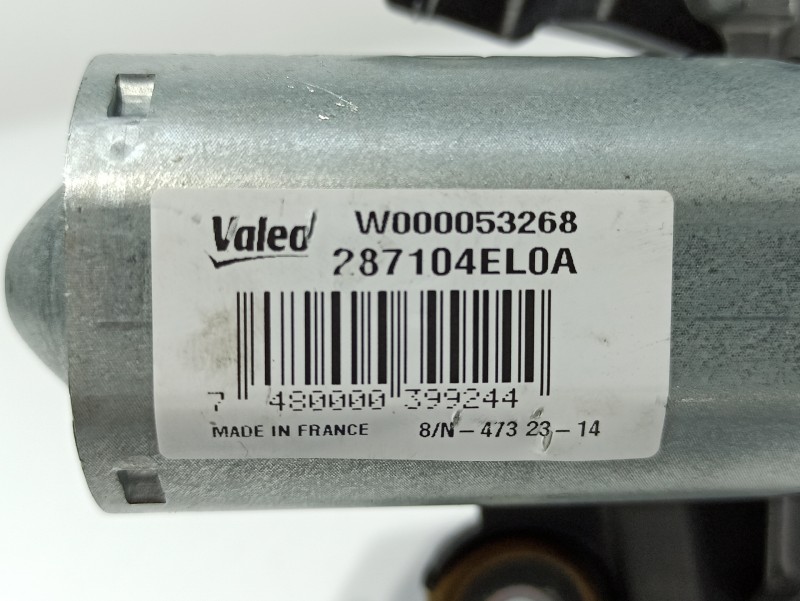 Valeo W000053268
287104EL0A
7 480000 399244
MADE IN FRANCE 8/N-473 23-14